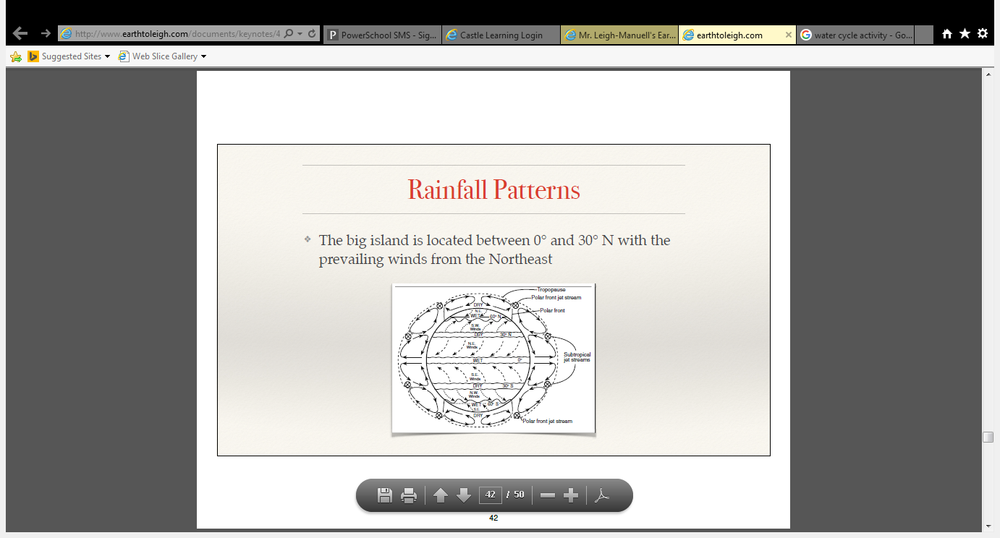 http://www.earthtoleigh.com/documents/keynotes/4
PowerSchool SMS - Sig...
Castle Learning Login
Mr. Leigh-Manuell's Ear...
earthtoleigh.com
water cycle activity - Go...
Suggested Sites
Web Slice Gallery
Rainfall Patterns
The big island is located between 0° and 30° N with the
prevailing winds from the Northeast
Tropopause
Polar front jet stream
DRY
Polar front
N.E.
WET
60° N
S.W.
Winds
DRY
30° N
N.E.
Winds
Subtropical
jet streams
WET
0°
S.E.
Winds
DRY
30° S
N.W.
Winds
WET
60° S
S.E.
DRY
Polar front jet stream
42 / 50
42